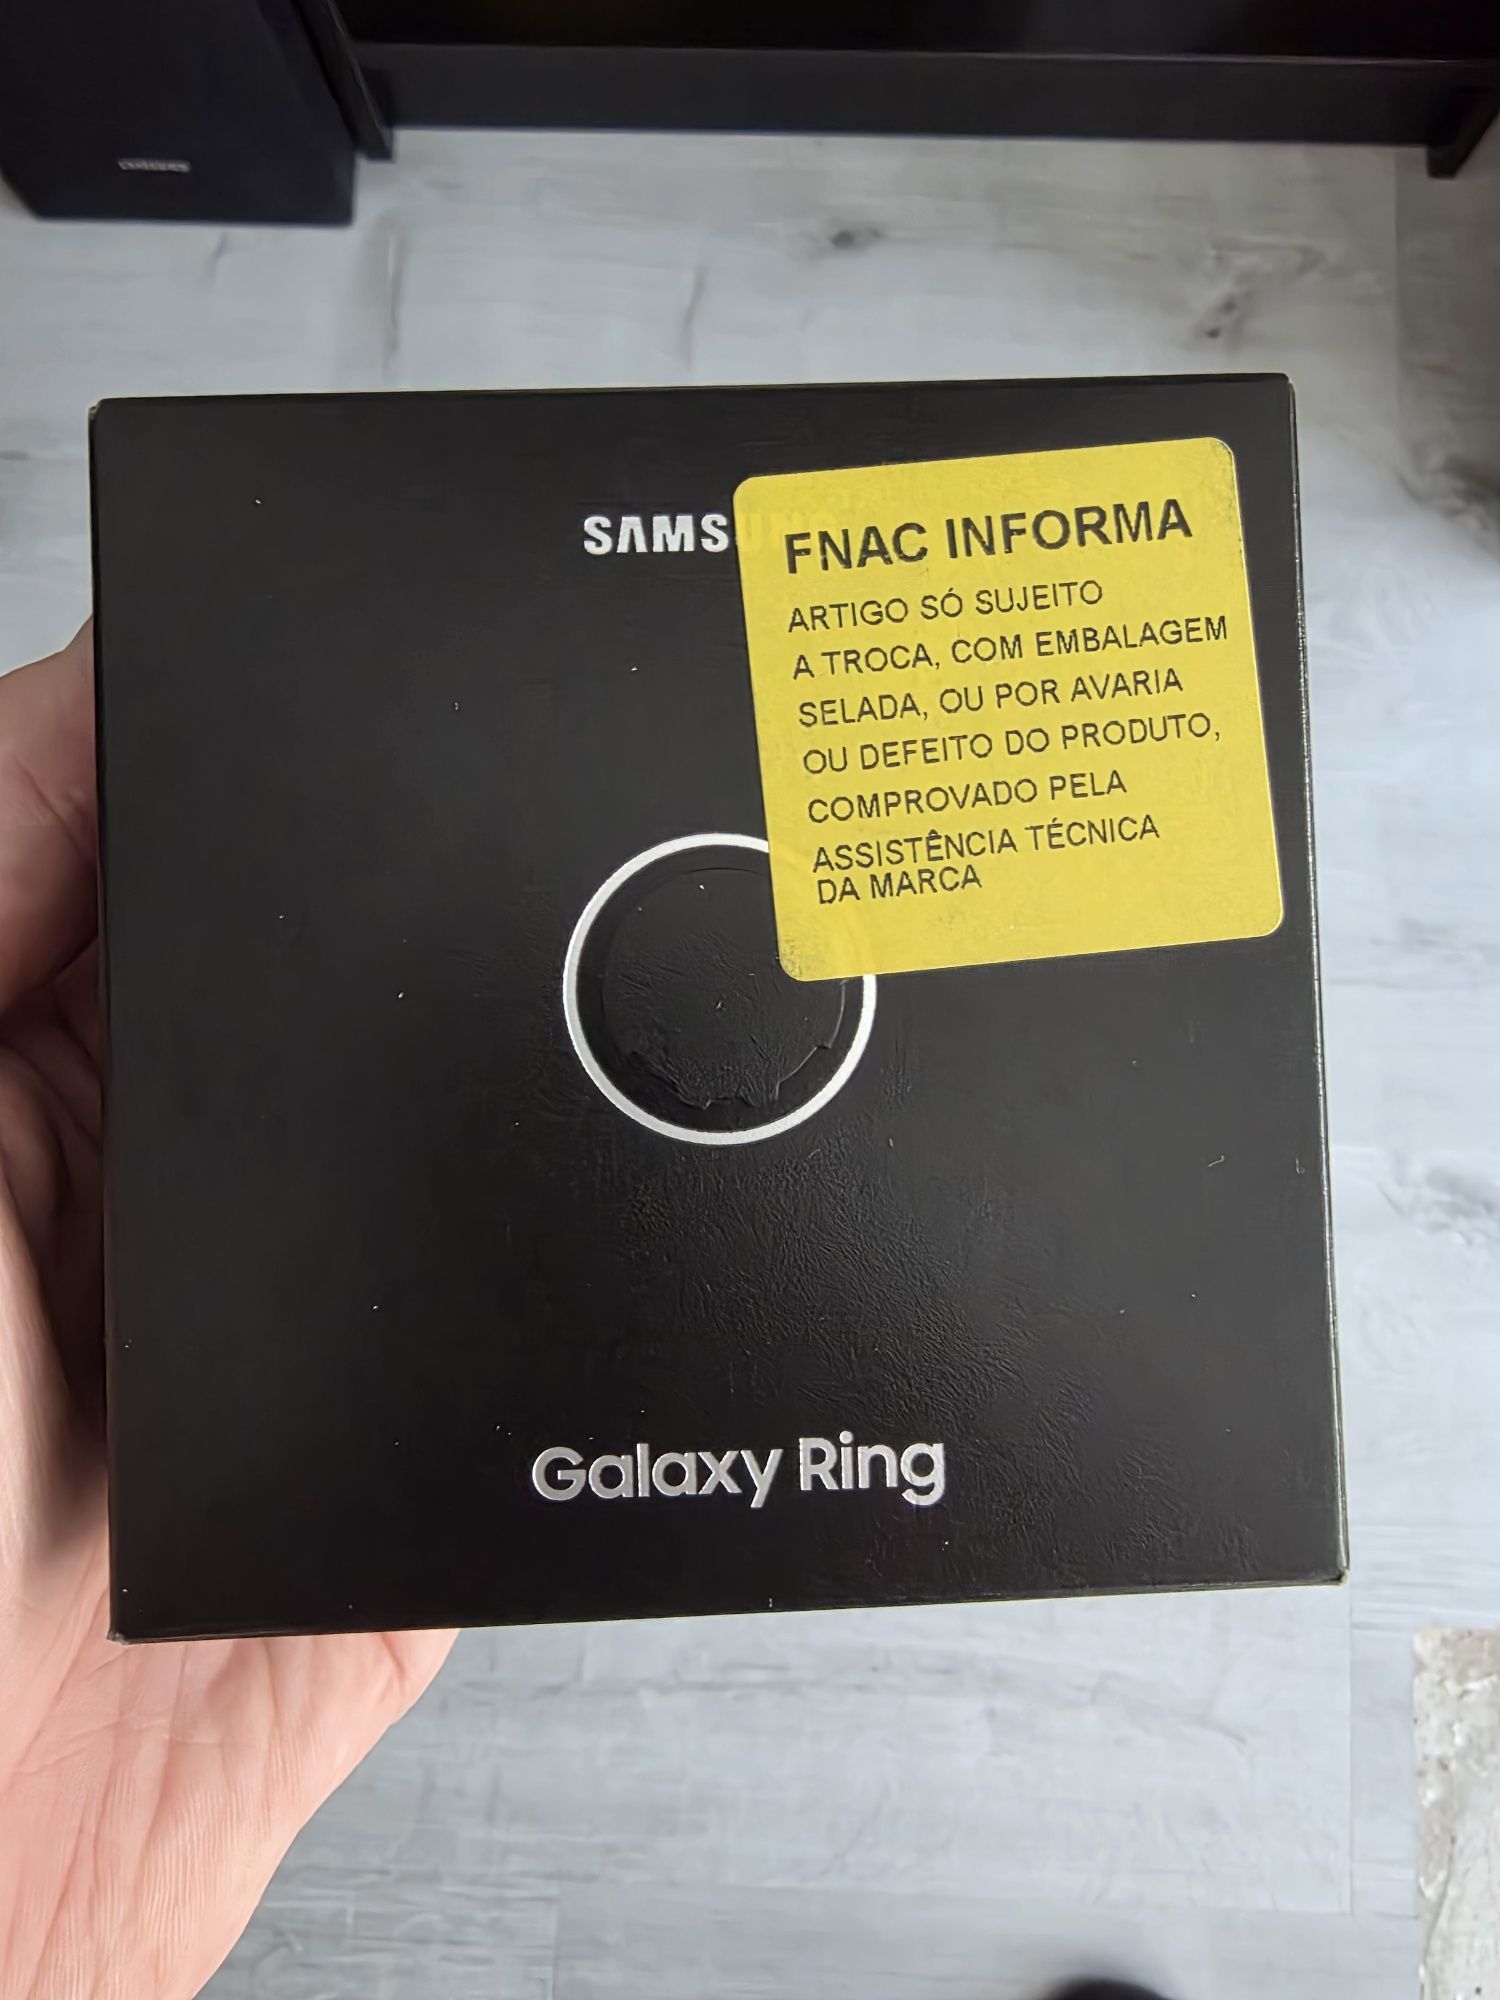 SAMSUNG
FNAC INFORMA
ARTIGO SÓ SUJEITO
A TROCA, COM EMBALAGEM
SELADA, OU POR AVARIA
OU DEFEITO DO PRODUTO,
COMPROVADO PELA
ASSISTÊNCIA TÉCNICA
DA MARCA
Galaxy Ring